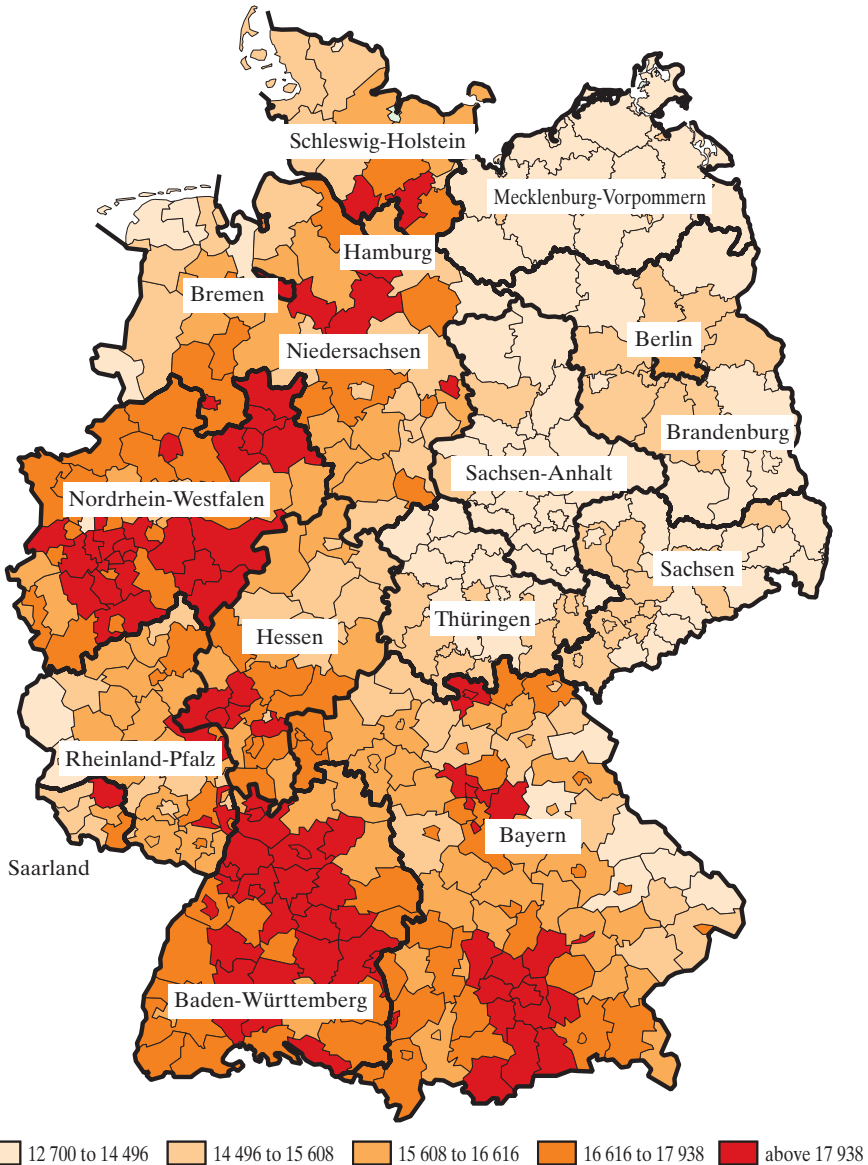 Schleswig-Holstein
Mecklenburg-Vorpommern
Hamburg
Bremen
Berlin
Niedersachsen
Brandenburg
Sachsen-Anhalt
Nordrhein-Westfalen
Sachsen
Thüringen
Hessen
Rheinland-Pfalz
Bayern
Saarland
Baden-Württemberg
12 700 to 14 496 14 496 to 15 608 15 608 to 16 616 16 616 to 17 938 above 17 938